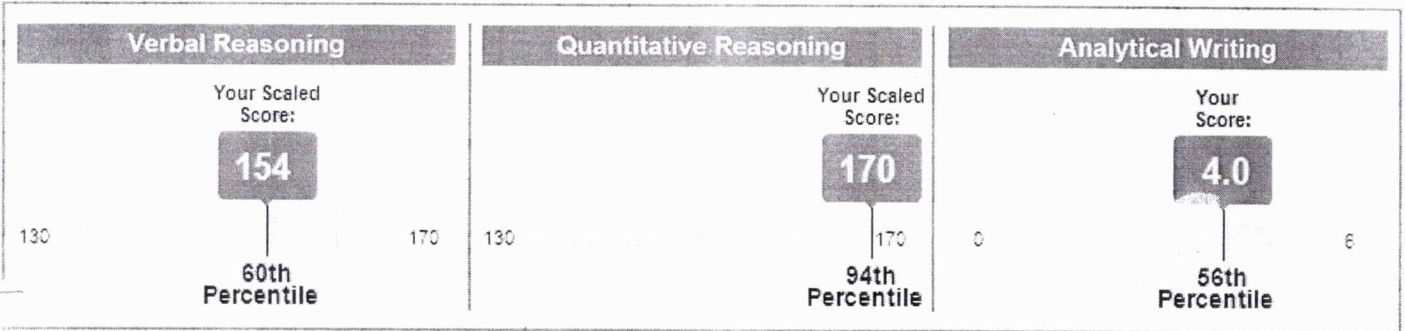 Verbal Reasoning
Your Scaled
Score:
154
130
170
60th
Percentile
Quantitative Reasoning
Your Scaled
Score:
170
130
170
94th
Percentile
Analytical Writing
Your
Score:
4.0
0
6
56th
Percentile